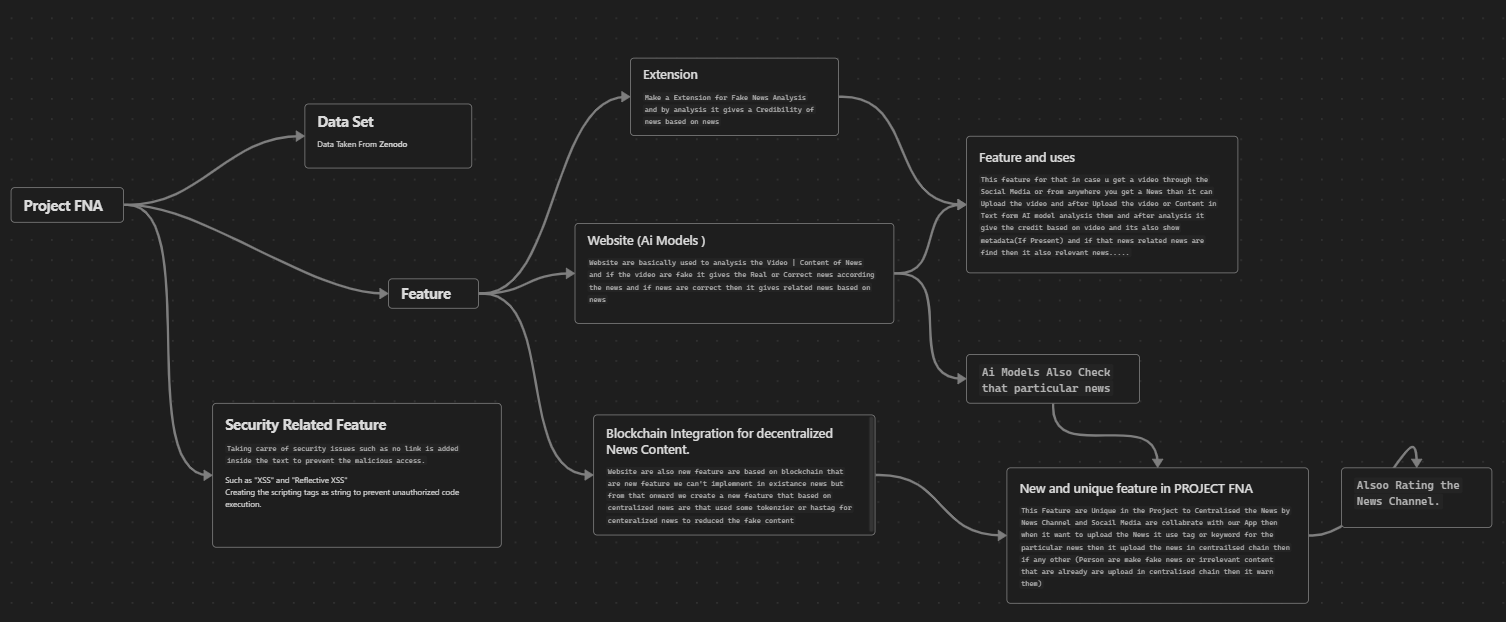 Project FNA
Data Set
Data Taken From Zenodo
Feature
Security Related Feature
Taking carre of security issues such as no link is added
inside the text to prevent the malicious access.
Such as "XSS" and "Reflective XSS"
Creating the scripting tags as string to prevent unauthorized code
execution.
Extension
Make a Extension for Fake News Analysis
and by analysis it gives a Credibility of
news based on news
Website (Ai Models )
Website are basically used to analysis the Video | Content of News
and if the video are fake it gives the Real or Correct news according
the news and if news are correct then it gives related news based on
news
Blockchain Integration for decentralized
News Content.
Website are also new feature are based on blockchain that
are new feature we can't implemnent in existance news but
from that onward we create a new feature that based on
centralized news are that used some tokenzier or hastag for
centeralized news to reduced the fake content
Feature and uses
This feature for that in case u get a video through the
Social Media or from anywhere you get a News than it can
Upload the video and after Upload the video or Content in
Text form AI model analysis them and after analysis it
give the credit based on video and its also show
metadata(If Present) and if that news related news are
find then it also relevant news.....
Ai Models Also Check
that particular news
New and unique feature in PROJECT FNA
This Feature are Unique in the Project to Centralised the News by
News Channel and Socail Media are collabrate with our App then
when it want to upload the News it use tag or keyword for the
particular news then it upload the news in centrailsed chain then
if any other (Person are make fake news or irrelevant content
that are already are upload in centralised chain then it warn
them)
Alsoo Rating the
News Channel.